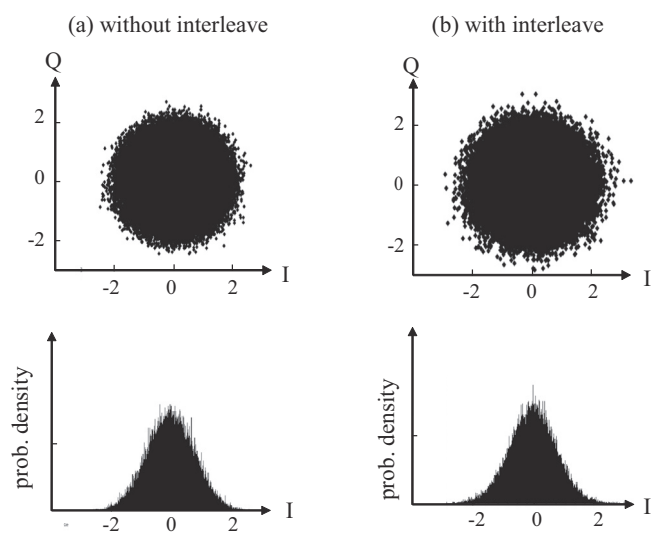 (a) without interleave
(b) with interleave
Q
2
0
-2
-2 0 2 I
Q
2
0
-2
-2 0 2 I
prob. density
-2 0 2 I
prob. density
-2 0 2 I